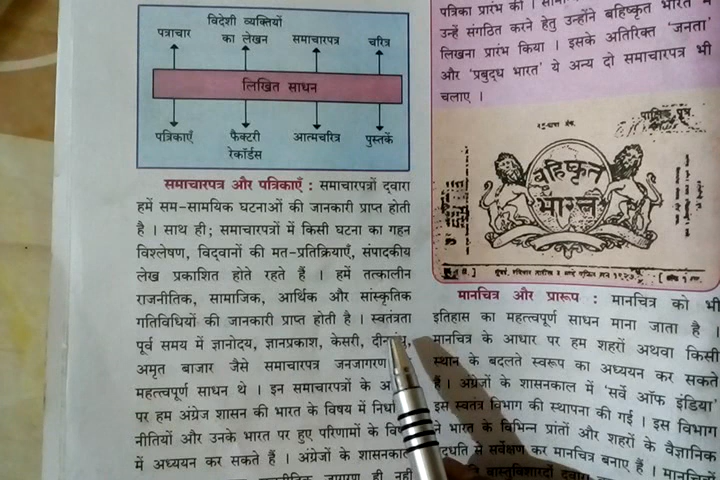 विदेशी व्यक्तियों
पत्राचार का लेखन समाचारपत्र चरित्र
लिखित साधन
पत्रिकाएँ फैक्टरी आत्मचरित्र पुस्तकें
रेकॉर्डस
समाचारपत्र और पत्रिकाएँ : समाचारपत्रों द्वारा
हमें सम-सामयिक घटनाओं की जानकारी प्राप्त होती
है । साथ ही; समाचारपत्रों में किसी घटना का गहन
विश्लेषण, विद्वानों की मत-प्रतिक्रियाएँ, संपादकीय
लेख प्रकाशित होते रहते हैं । हमें तत्कालीन
राजनीतिक, सामाजिक, आर्थिक और सांस्कृतिक
गतिविधियों की जानकारी प्राप्त होती है । स्वतंत्रता
पूर्व समय में ज्ञानोदय, ज्ञानप्रकाश, केसरी,
अमृत बाजार जैसे समाचारपत्र जनजागरण
महत्वपूर्ण साधन थे । इन समाचारपत्रों के
पर हम अंग्रेज शासन की भारत के विषय में
नीतियों और उनके भारत पर हुए परिणामों के
में अध्ययन कर सकते हैं । अंग्रेजों के
ही नहीं
पत्रिका प्रारंभ की ।
उन्हें संगठित करने हेतु उन्होंने बहिष्कृत भारत में
लिखना प्रारंभ किया । इसके अतिरिक्त 'जनता'
और 'प्रबुद्ध भारत' ये अन्य दो समाचारपत्र भी
चलाए ।
बहिष्कृत
भारत
मानचित्र और प्रारूप : मानचित्र को भी
इतिहास का महत्त्वपूर्ण साधन माना जाता है ।
मानचित्र के आधार पर हम शहरों अथवा किसी
स्थान के बदलते स्वरूप का अध्ययन कर सकते
हैं । अंग्रेजों के शासनकाल में 'सर्वे ऑफ इंडिया'
इस स्वतंत्र विभाग की स्थापना की गई । इस विभाग
ने भारत के विभिन्न प्रांतों और शहरों के वैज्ञानिक
से सर्वेक्षण कर मानचित्र बनाए हैं । मानचित्रों